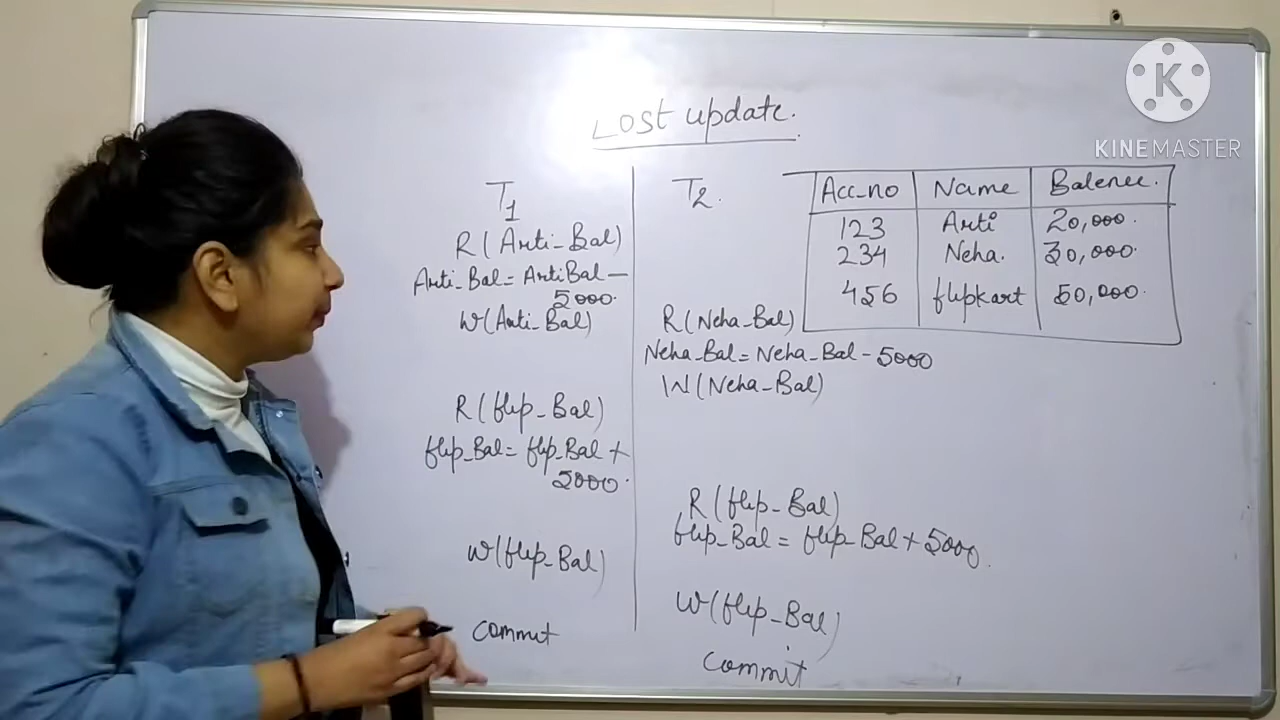 Lost update.
T1
R(Arti_Bal)
Arti_Bal = Arti Bal -
5000.
W(Arti_Bal)
R(flip_Bal)
flip_Bal = flip_Bal +
5000.
W(flip_Bal)
commit
T2.
R(Neha_Bal)
Neha_Bal = Neha_Bal - 5000
W(Neha_Bal)
R(flip_Bal)
flip_Bal = flip_Bal + 5000.
W(flip_Bal)
commit
Acc_no Name Balence.
123 Arti 20,000.
234 Neha. 30,000.
456 flipkart 50,000.
K
KINEMASTER